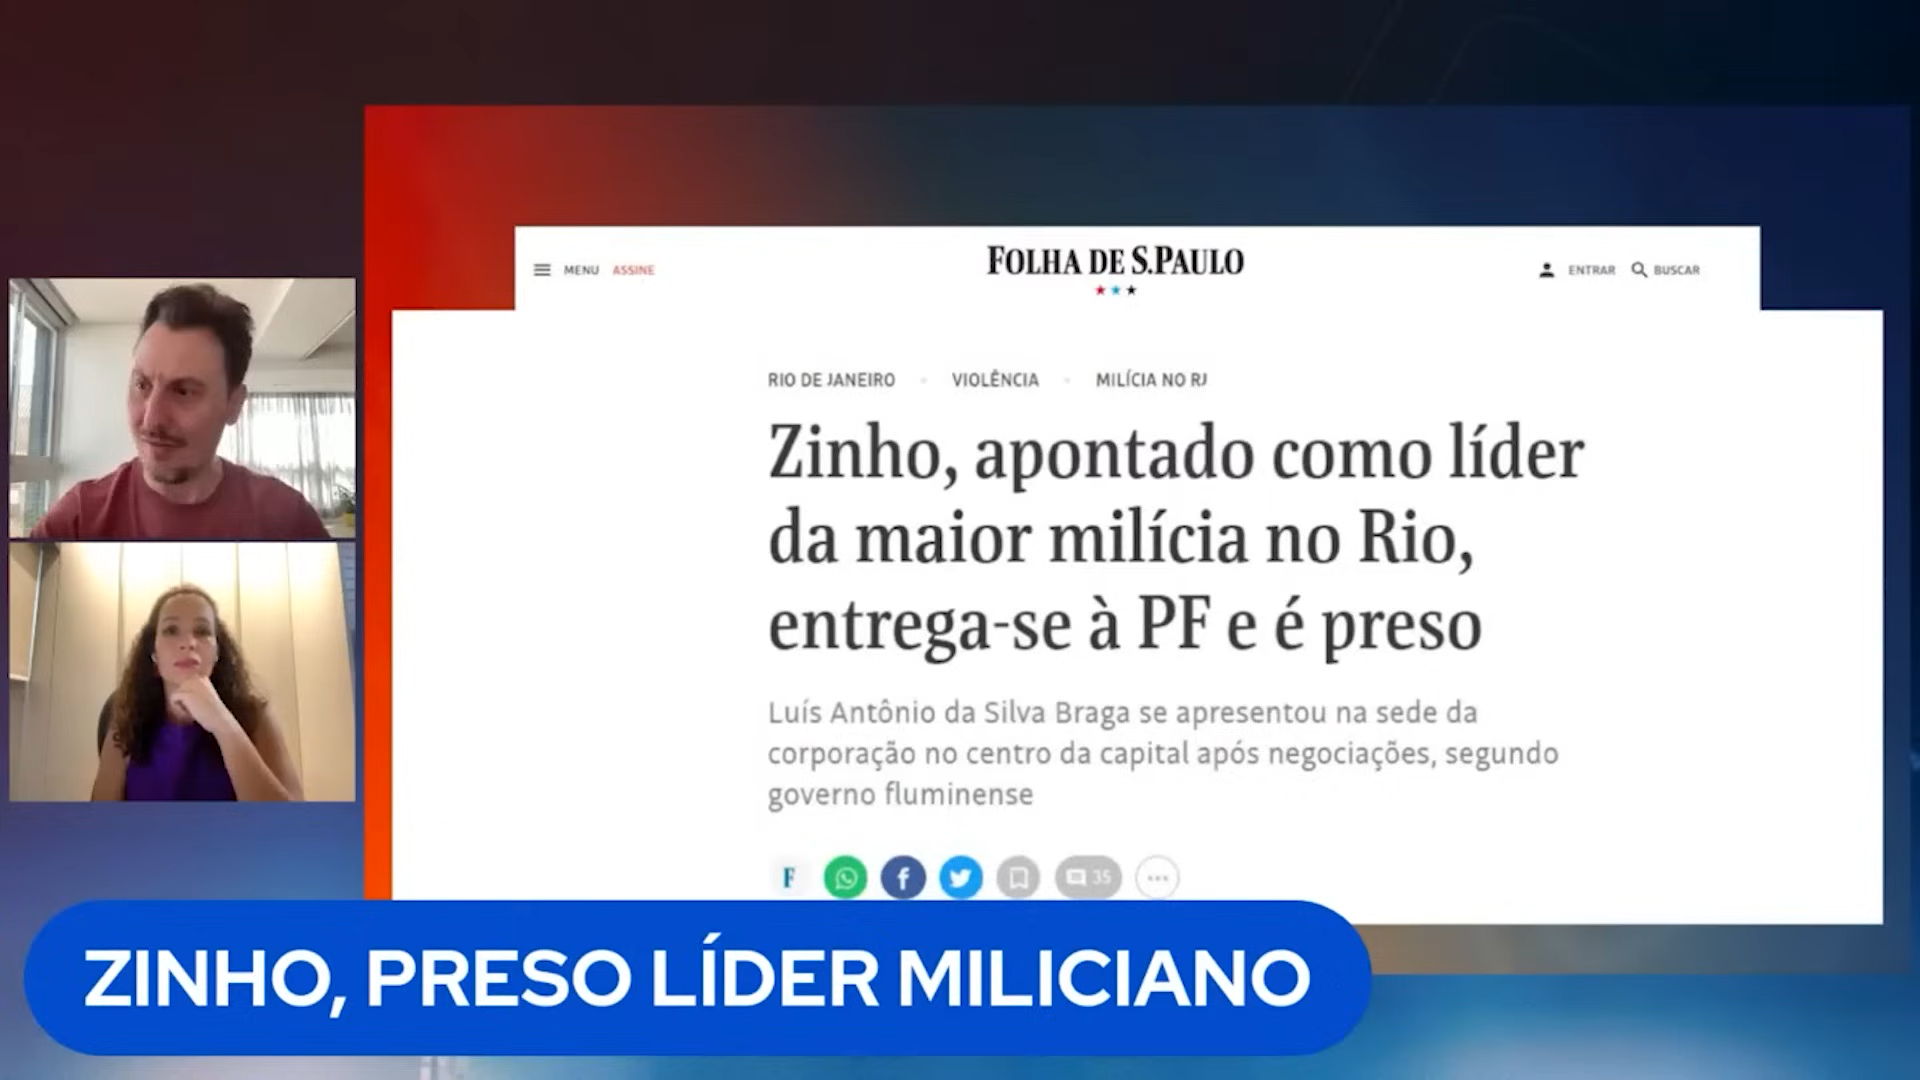 MENU ASSINE
FOLHA DE S.PAULO
ENTRAR BUSCAR
RIO DE JANEIRO VIOLÊNCIA MILÍCIA NO RJ
Zinho, apontado como líder
da maior milícia no Rio,
entrega-se à PF e é preso
Luís Antônio da Silva Braga se apresentou na sede da
corporação no centro da capital após negociações, segundo
governo fluminense
F
f
35
ZINHO, PRESO LÍDER MILICIANO